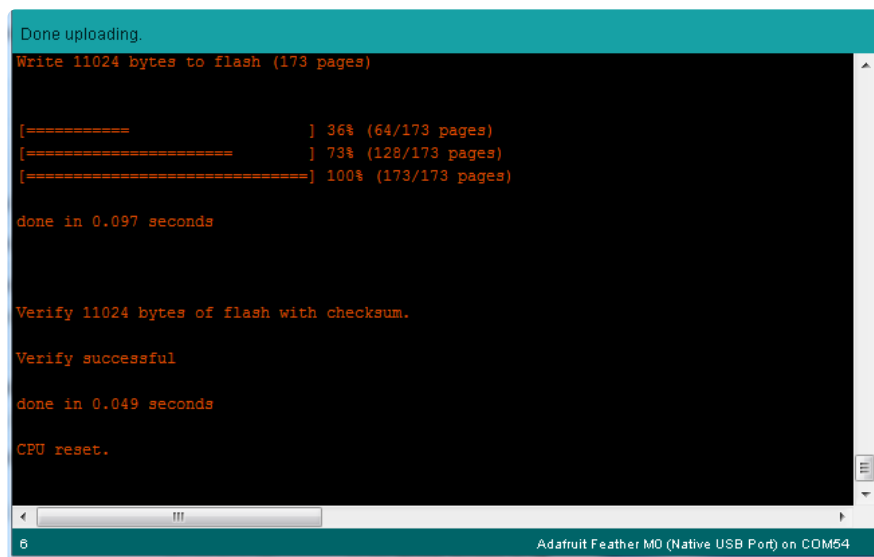 Done uploading.
Write 11024 bytes to flash (173 pages)
[===========                    ] 36% (64/173 pages)
[======================         ] 73% (128/173 pages)
[==============================] 100% (173/173 pages)
done in 0.097 seconds
Verify 11024 bytes of flash with checksum.
Verify successful
done in 0.049 seconds
CPU reset.
6
Adafruit Feather M0 (Native USB Port) on COM54